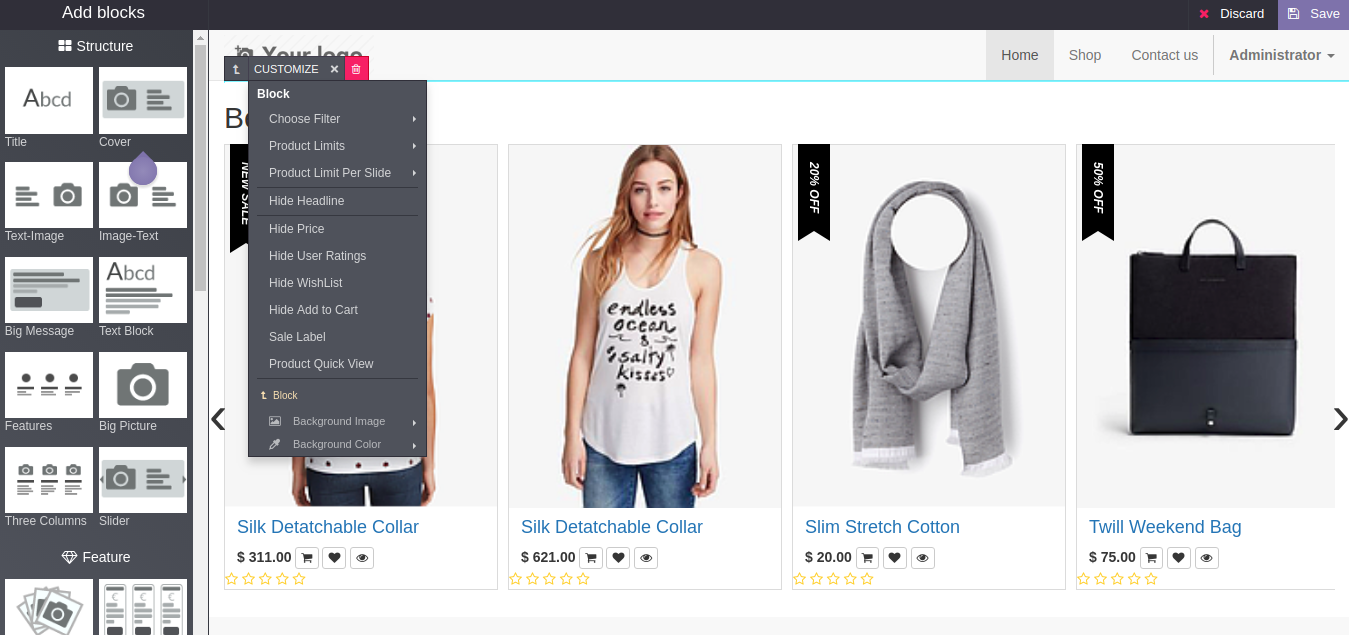 Add blocks
Discard
Save
Structure
Your logo
Home
Shop
Contact us
Administrator
CUSTOMIZE
Abcd
Title
Cover
Text-Image
Image-Text
Abcd
Big Message
Text Block
Features
Big Picture
Three Columns
Slider
Feature
Block
Choose Filter
Product Limits
Product Limit Per Slide
Hide Headline
Hide Price
Hide User Ratings
Hide WishList
Hide Add to Cart
Sale Label
Product Quick View
Block
Background Image
Background Color
NEW SALE
20% OFF
50% OFF
endless
ocean
&
salty
kisses
Silk Detatchable Collar
Silk Detatchable Collar
Slim Stretch Cotton
Twill Weekend Bag
$ 311.00
$ 621.00
$ 20.00
$ 75.00